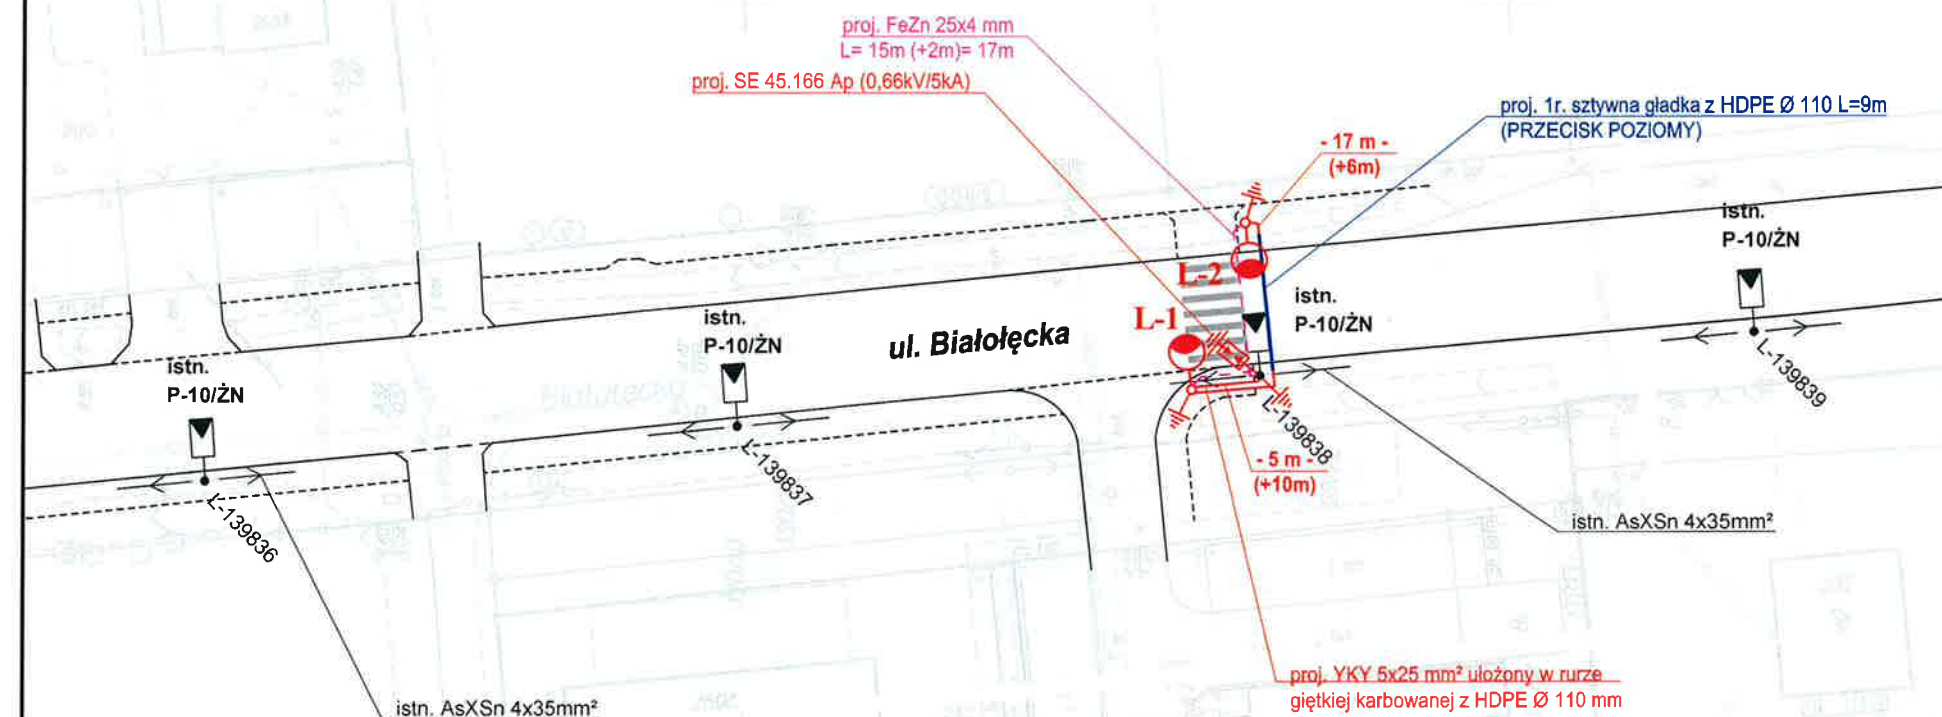 proj. FeZn 25x4 mm
L= 15m (+2m)= 17m
proj. SE 45.166 Ap (0,66kV/5kA)
proj. 1r. sztywna gładka z HDPE Ø 110 L=9m
(PRZECISK POZIOMY)
- 17 m -
(+6m)
istn.
P-10/ŻN
L-2
istn.
P-10/ŻN
L-1
istn.
P-10/ŻN
ul. Białołęcka
istn.
P-10/ŻN
L-139839
L-139838
L-139837
- 5 m -
(+10m)
L-139836
istn. AsXSn 4x35mm²
proj. YKY 5x25 mm² ułożony w rurze
giętkiej karbowanej z HDPE Ø 110 mm
istn. AsXSn 4x35mm²